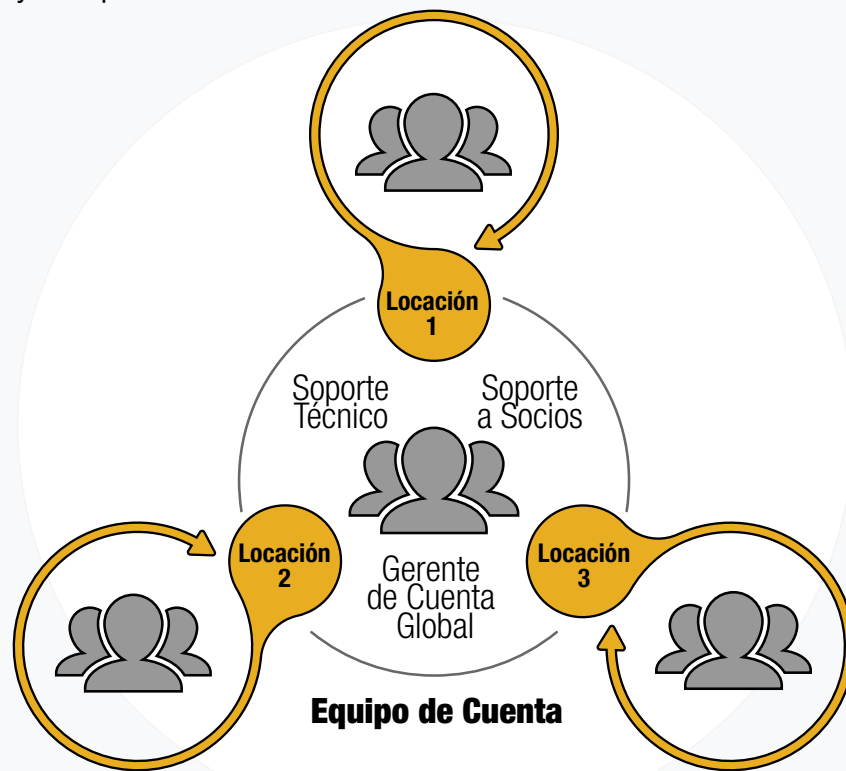 Locación
1
Soporte
Técnico
Soporte
a Socios
Locación
2
Locación
3
Gerente
de Cuenta
Global
Equipo de Cuenta